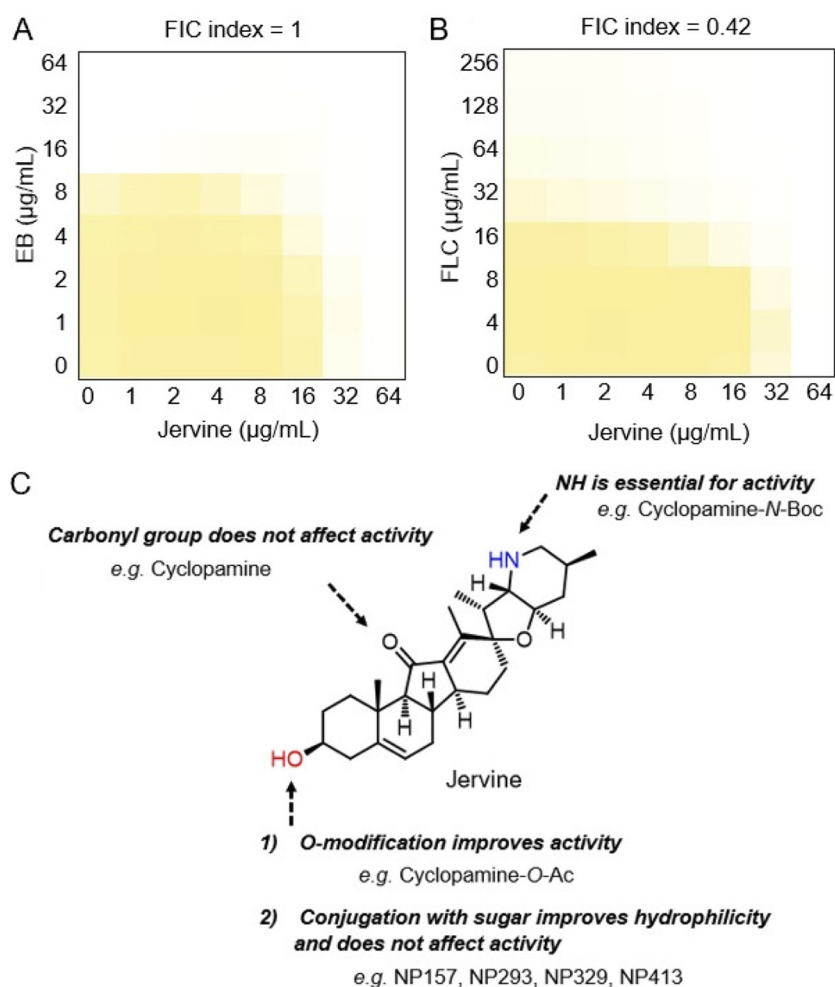 A
FIC index = 1
64
32
16
8
4
2
1
0
EB (µg/mL)
0 1 2 4 8 16 32 64
Jervine (µg/mL)
B
FIC index = 0.42
256
128
64
32
16
8
4
0
FLC (µg/mL)
0 1 2 4 8 16 32 64
Jervine (µg/mL)
C
NH is essential for activity
e.g. Cyclopamine-N-Boc
Carbonyl group does not affect activity
e.g. Cyclopamine
HN
H
O
H
O
H
H
H
HO
Jervine
1) O-modification improves activity
e.g. Cyclopamine-O-Ac
2) Conjugation with sugar improves hydrophilicity
and does not affect activity
e.g. NP157, NP293, NP329, NP413